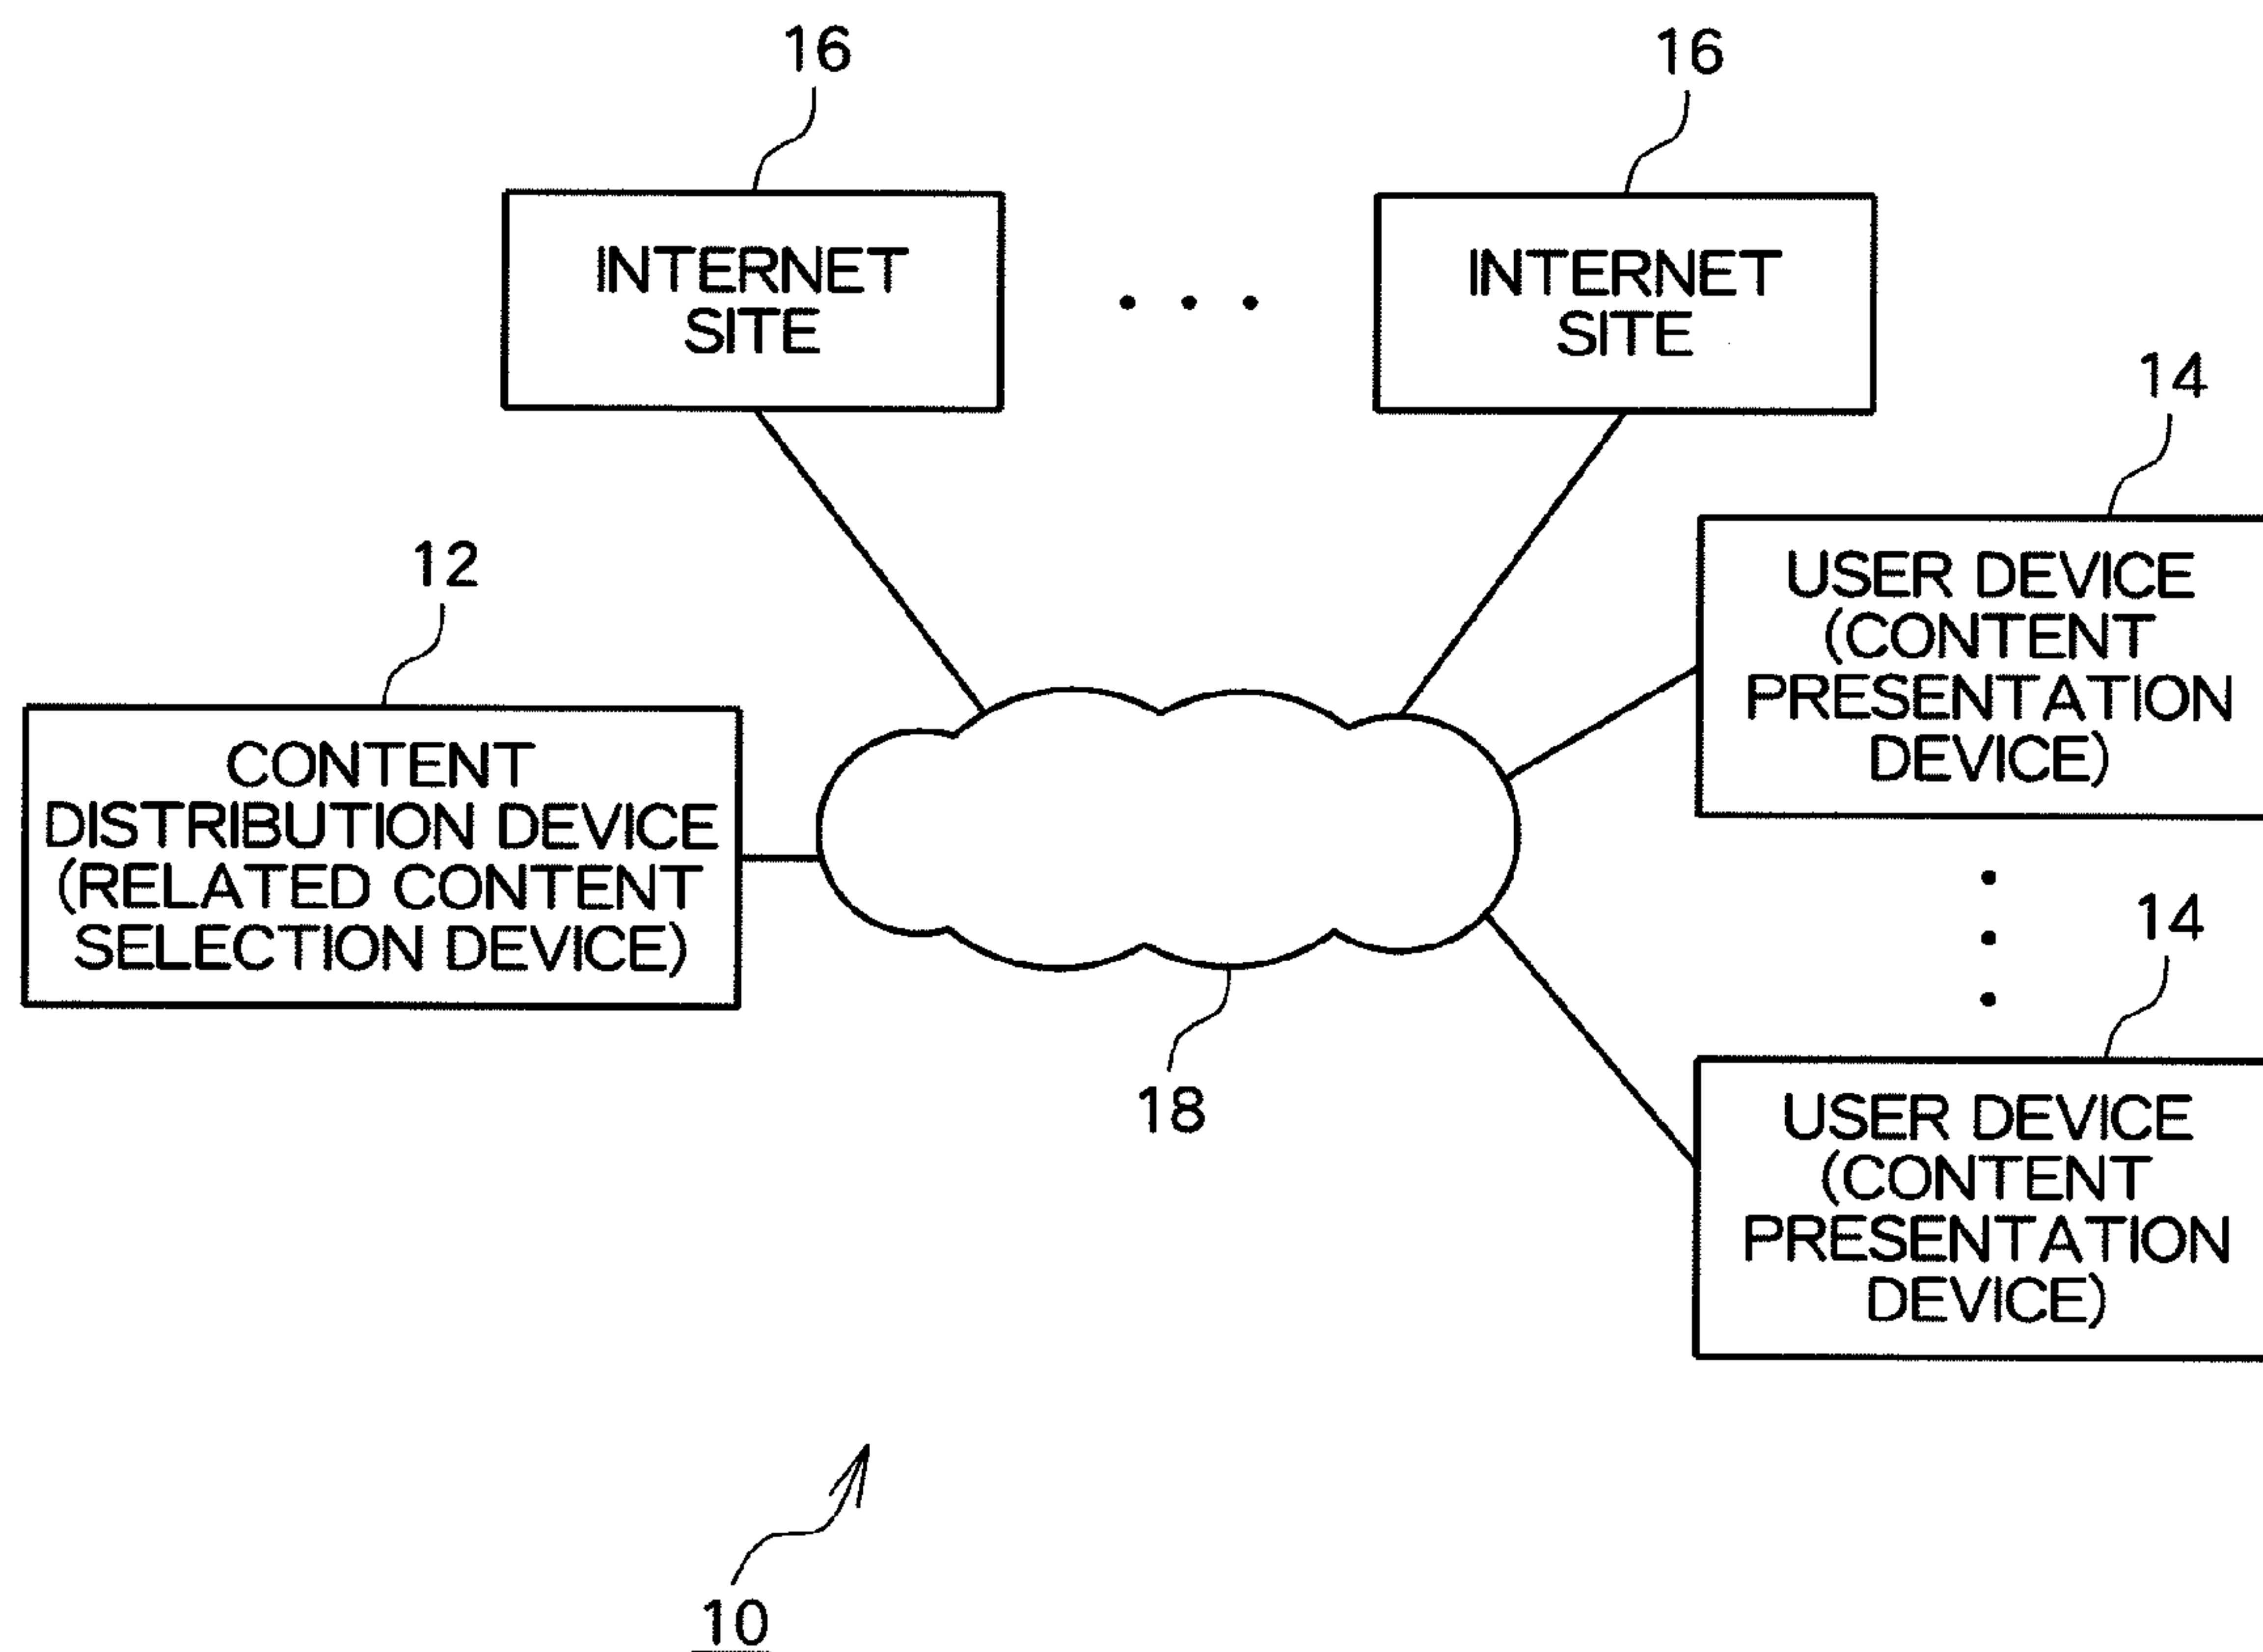 16
16
INTERNET
SITE
INTERNET
SITE
14
12
USER DEVICE
(CONTENT
PRESENTATION
DEVICE)
CONTENT
DISTRIBUTION DEVICE
(RELATED CONTENT
SELECTION DEVICE)
14
18
USER DEVICE
(CONTENT
PRESENTATION
DEVICE)
10